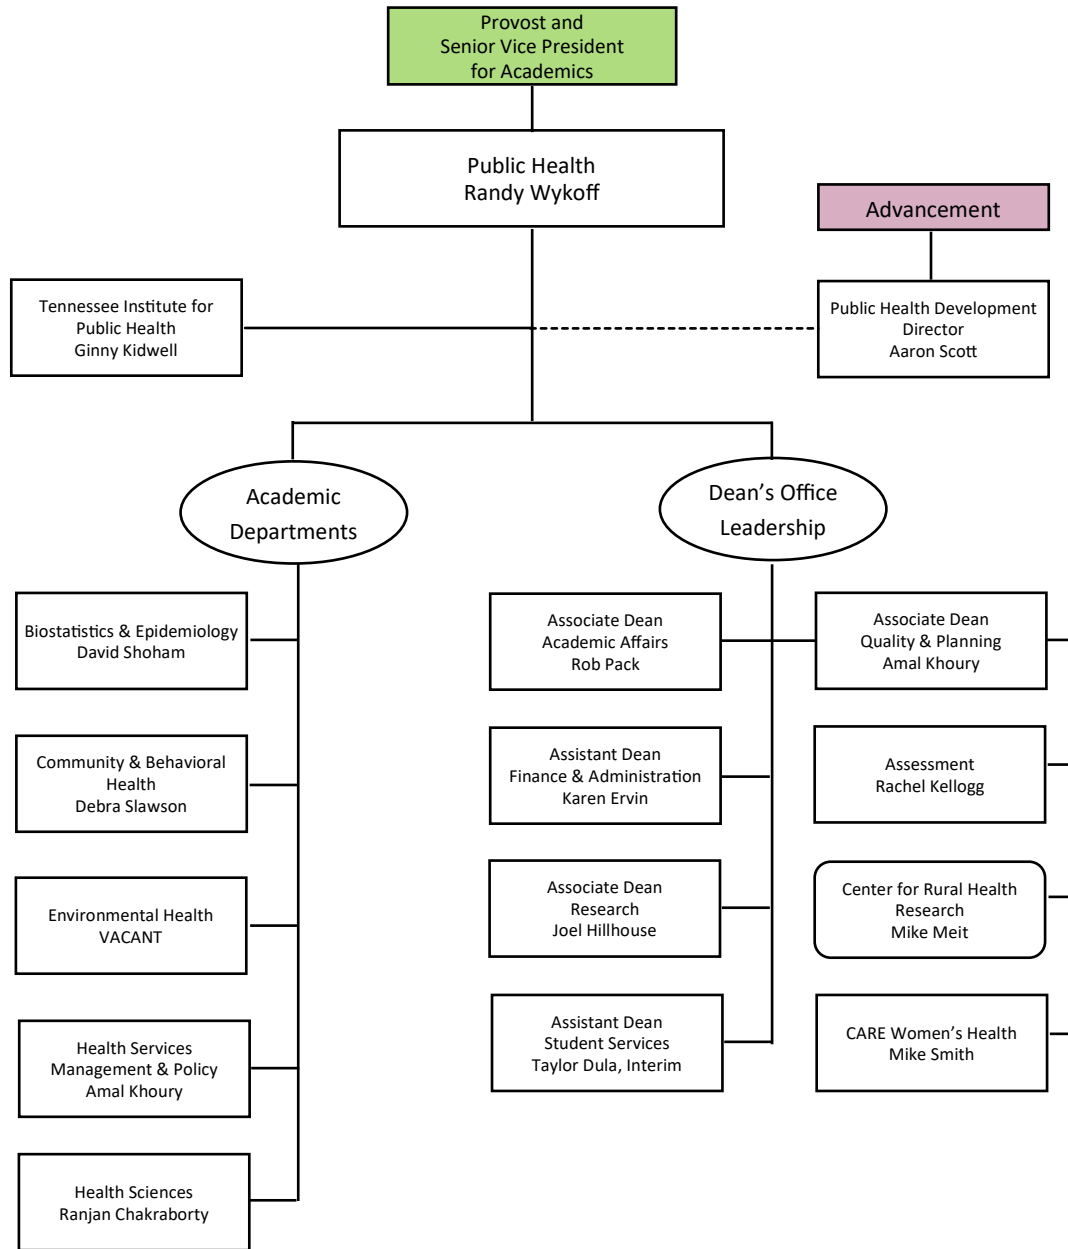 Provost and
Senior Vice President
for Academics
Public Health
Randy Wykoff
Advancement
Tennessee Institute for
Public Health
Ginny Kidwell
Public Health Development
Director
Aaron Scott
Academic
Departments
Dean’s Office
Leadership
Biostatistics & Epidemiology
David Shoham
Community & Behavioral
Health
Debra Slawson
Environmental Health
VACANT
Health Services
Management & Policy
Amal Khoury
Health Sciences
Ranjan Chakraborty
Associate Dean
Academic Affairs
Rob Pack
Assistant Dean
Finance & Administration
Karen Ervin
Associate Dean
Research
Joel Hillhouse
Assistant Dean
Student Services
Taylor Dula, Interim
Associate Dean
Quality & Planning
Amal Khoury
Assessment
Rachel Kellogg
Center for Rural Health
Research
Mike Meit
CARE Women’s Health
Mike Smith